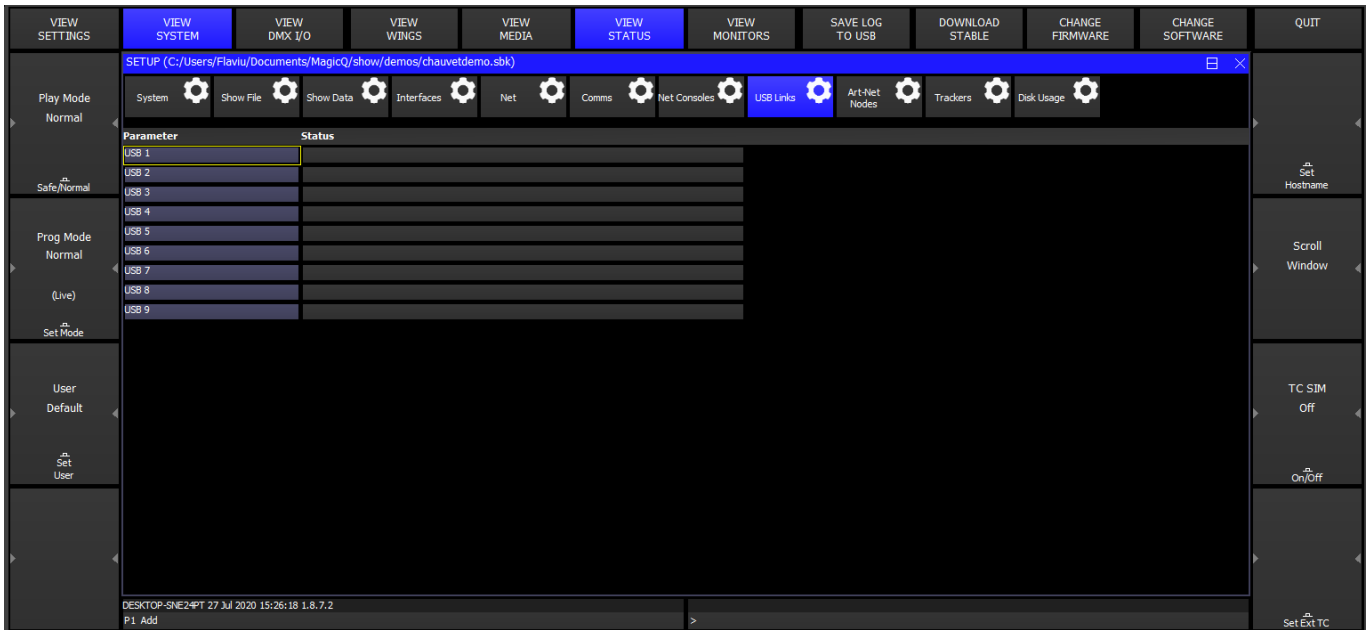 VIEW SETTINGS
VIEW SYSTEM
VIEW DMX I/O
VIEW WINGS
VIEW MEDIA
VIEW STATUS
VIEW MONITORS
SAVE LOG TO USB
DOWNLOAD STABLE
CHANGE FIRMWARE
CHANGE SOFTWARE
QUIT
SETUP (C:/Users/Flaviu/Documents/MagicQ/show/demos/chauvetdemo.sbk)
System
Show File
Show Data
Interfaces
Net
Comms
Net Consoles
USB Links
Art-Net Nodes
Trackers
Disk Usage
Parameter Status
USB 1
USB 2
USB 3
USB 4
USB 5
USB 6
USB 7
USB 8
USB 9
Play Mode
Normal
Safe/Normal
Prog Mode
Normal
(Live)
Set Mode
User
Default
Set
User
Set
Hostname
Scroll
Window
TC SIM
Off
On/Off
Set Ext TC
DESKTOP-SNE24PT 27 Jul 2020 15:26:18 1.8.7.2
P1 Add
>